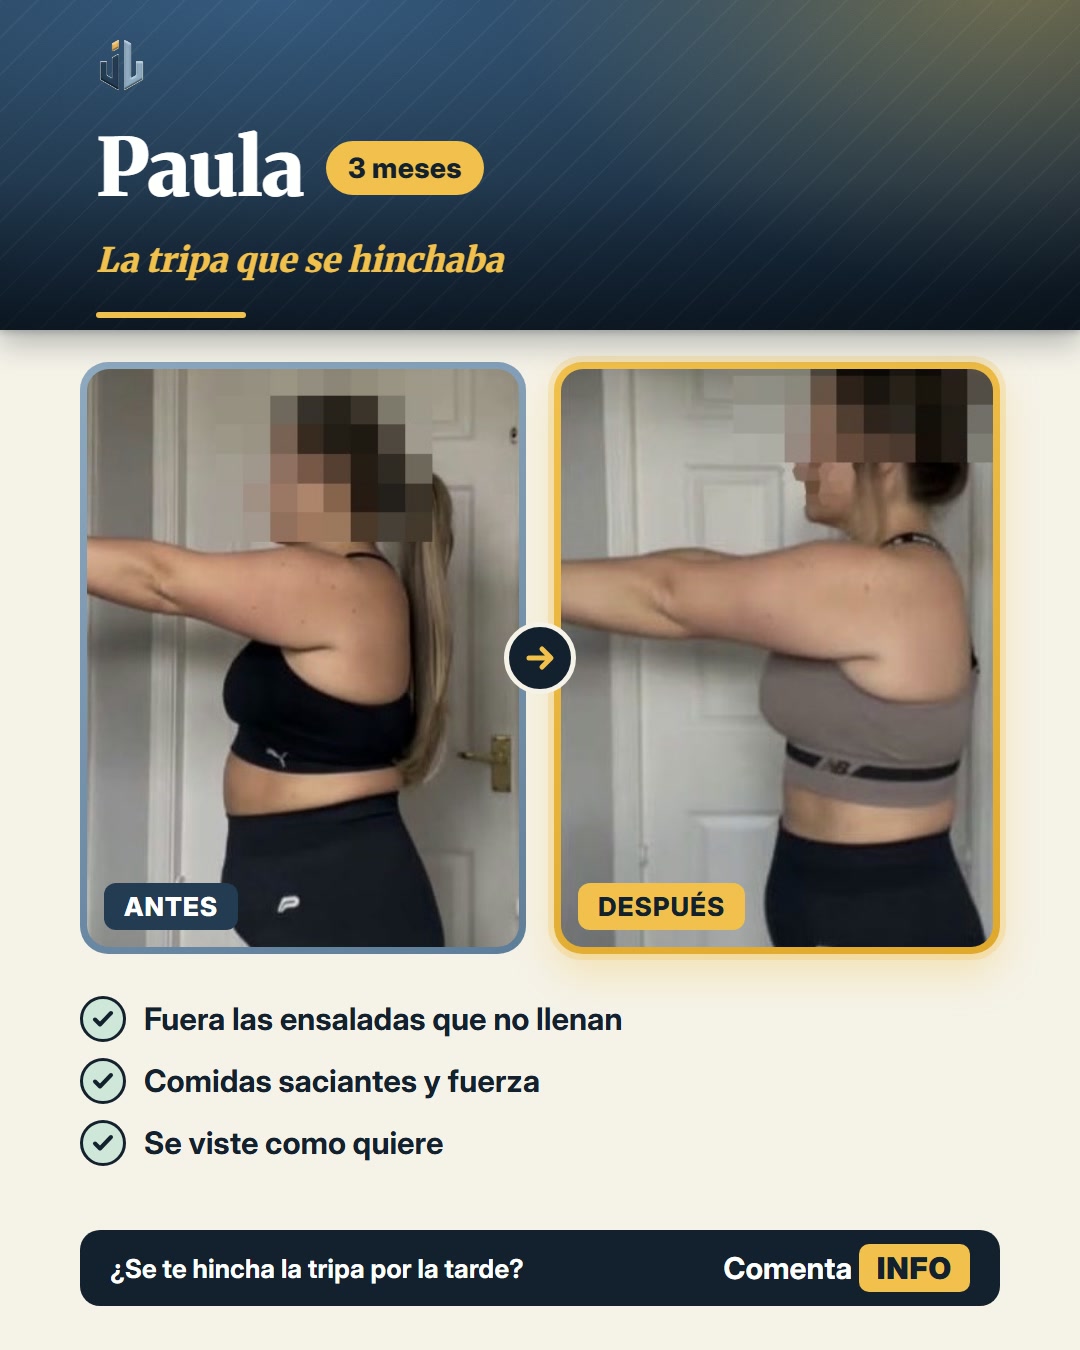 Paula
3 meses
La tripa que se hinchaba
ANTES
DESPUÉS
Fuera las ensaladas que no llenan
Comidas saciantes y fuerza
Se viste como quiere
¿Se te hincha la tripa por la tarde?
Comenta INFO